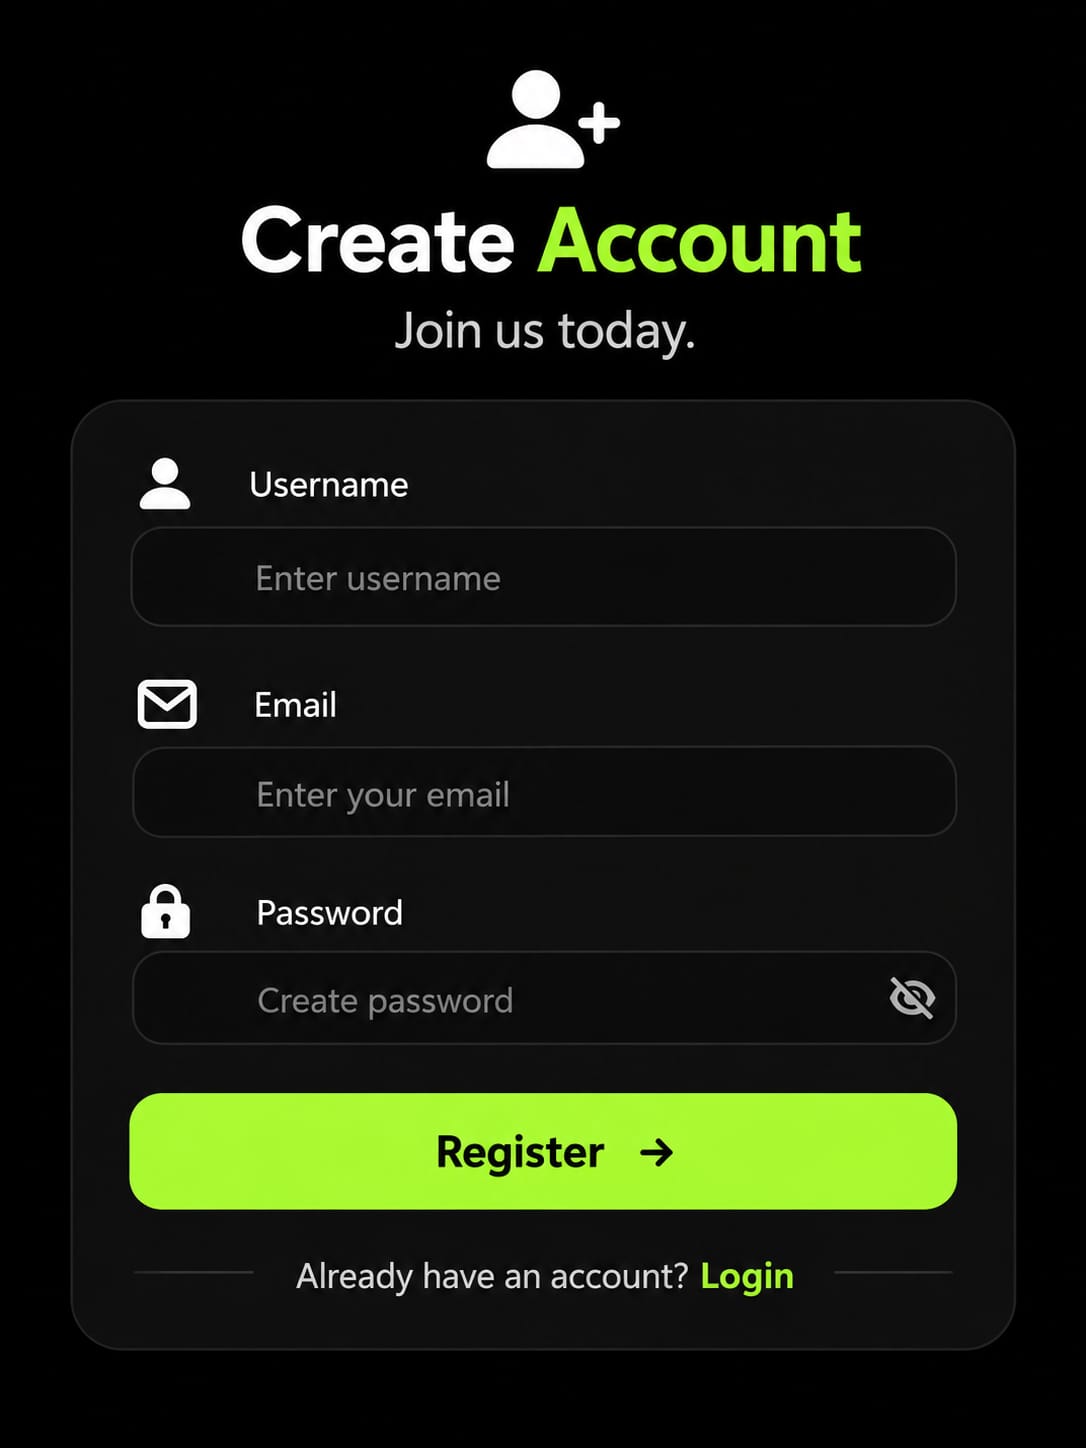 Create Account
Join us today.
Username
Enter username
Email
Enter your email
Password
Create password
Register →
Already have an account? Login